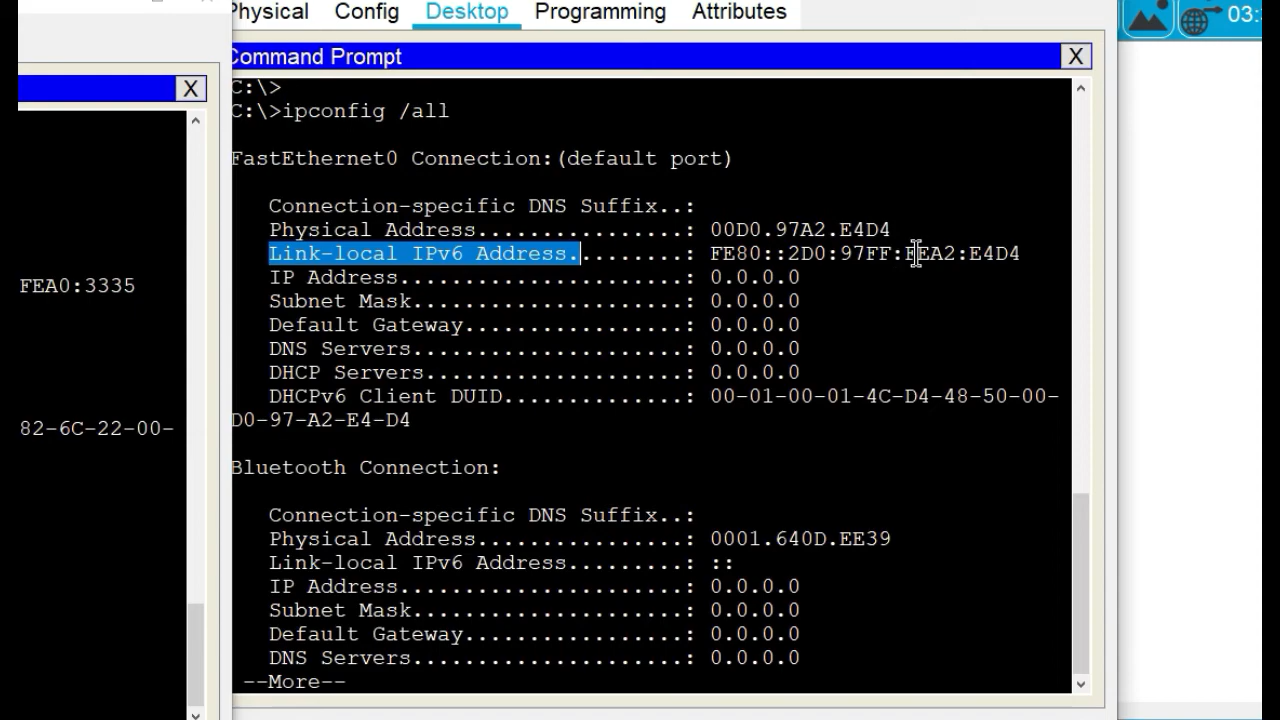 Physical Config Desktop Programming Attributes
03:
Command Prompt X
X
C:\>
C:\>ipconfig /all
FastEthernet0 Connection:(default port)
Connection-specific DNS Suffix..:
Physical Address................: 00D0.97A2.E4D4
Link-local IPv6 Address.........: FE80::2D0:97FF:FEA2:E4D4
IP Address......................: 0.0.0.0
Subnet Mask.....................: 0.0.0.0
Default Gateway.................: 0.0.0.0
DNS Servers.....................: 0.0.0.0
DHCP Servers....................: 0.0.0.0
DHCPv6 Client DUID..............: 00-01-00-01-4C-D4-48-50-00-
D0-97-A2-E4-D4
Bluetooth Connection:
Connection-specific DNS Suffix..:
Physical Address................: 0001.640D.EE39
Link-local IPv6 Address.........: ::
IP Address......................: 0.0.0.0
Subnet Mask.....................: 0.0.0.0
Default Gateway.................: 0.0.0.0
DNS Servers.....................: 0.0.0.0
--More--
FEA0:3335
82-6C-22-00-